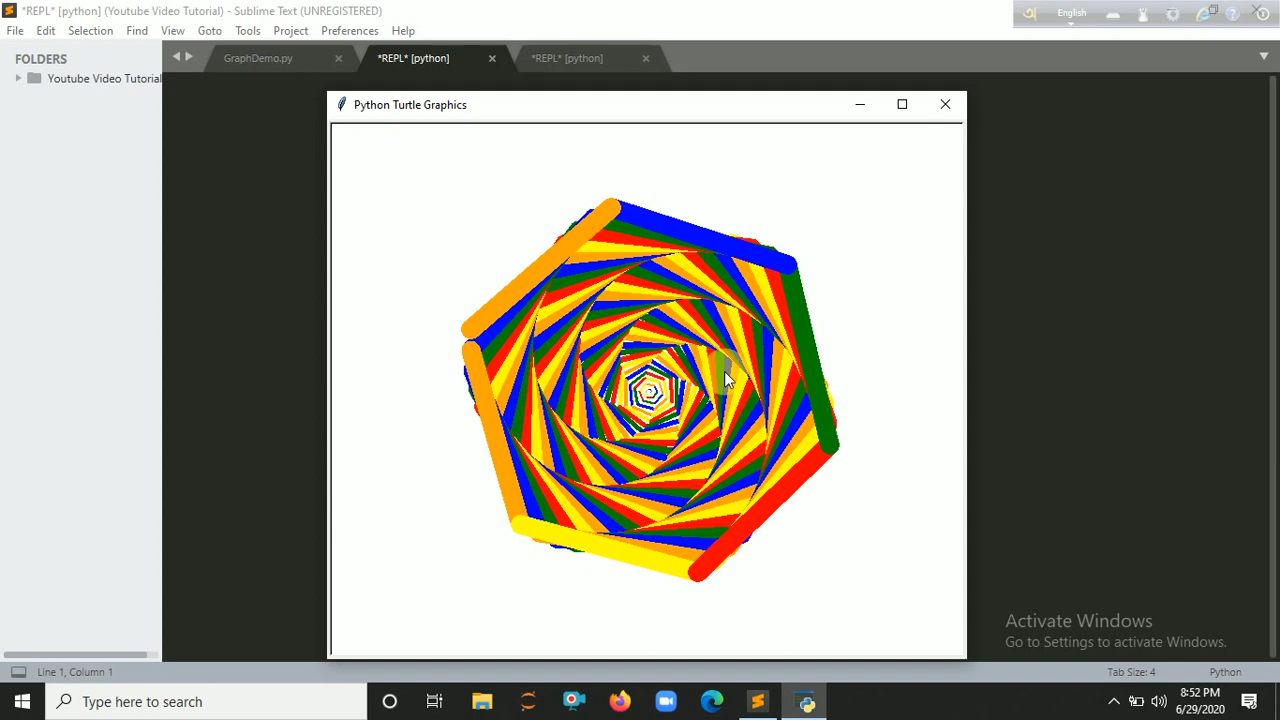 *REPL* [python] (Youtube Video Tutorial) - Sublime Text (UNREGISTERED)
English
File Edit Selection Find View Goto Tools Project Preferences Help
FOLDERS
Youtube Video Tutorial
GraphDemo.py
*REPL* [python]
*REPL* [python]
Python Turtle Graphics
Activate Windows
Go to Settings to activate Windows.
Line 1, Column 1
Tab Size: 4
Python
Type here to search
8:52 PM
6/29/2020